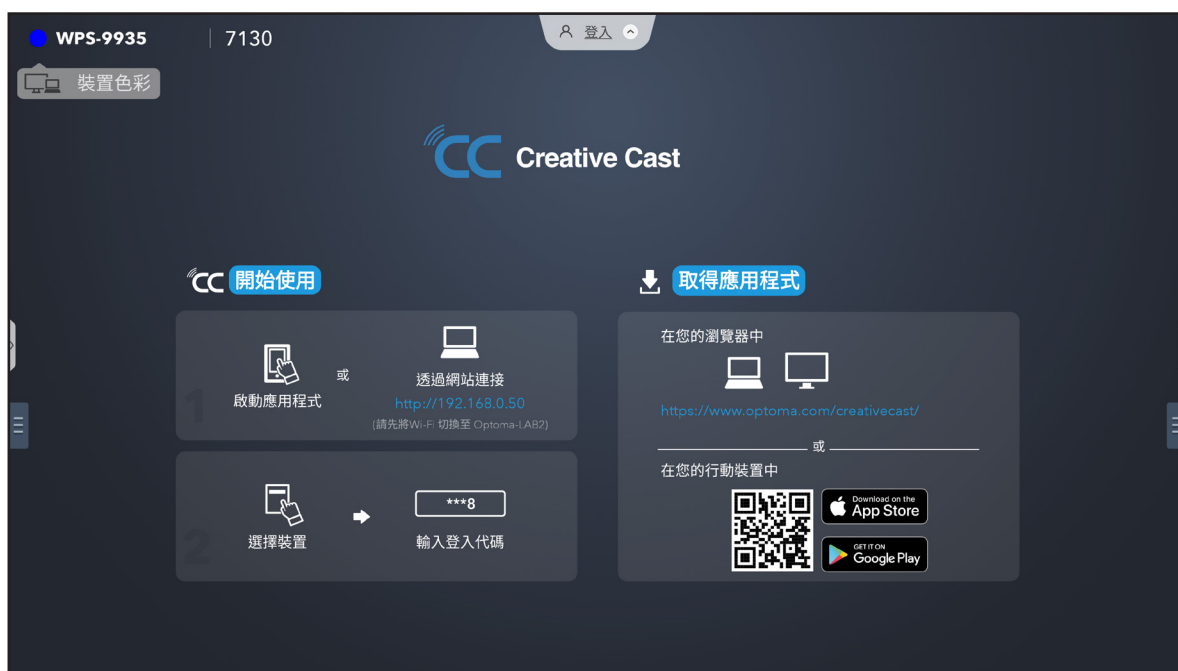 WPS-9935
7130
登入
裝置色彩
CC Creative Cast
CC 開始使用
1
啟動應用程式
或
透過網站連接
http://192.168.0.50
(請先將Wi-Fi 切換至 Optoma-LAB2)
2
選擇裝置
***8
輸入登入代碼
取得應用程式
在您的瀏覽器中
https://www.optoma.com/creativecast/
或
在您的行動裝置中
Download on the
App Store
GET IT ON
Google Play